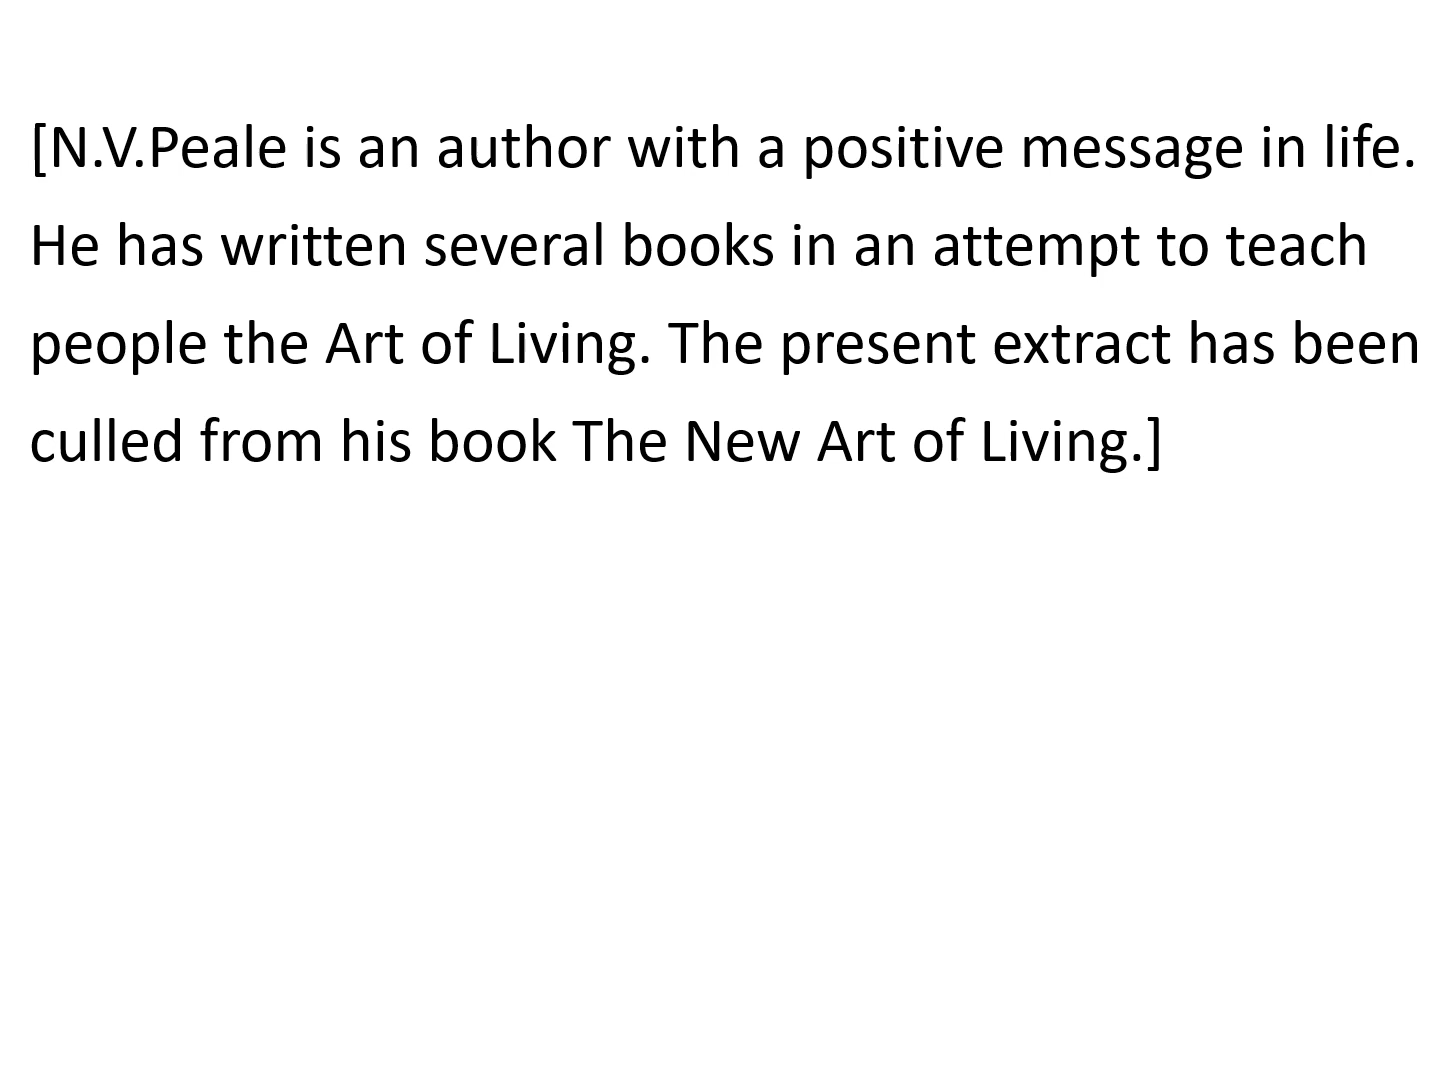 [N.V.Peale is an author with a positive message in life.
He has written several books in an attempt to teach
people the Art of Living. The present extract has been
culled from his book The New Art of Living.]